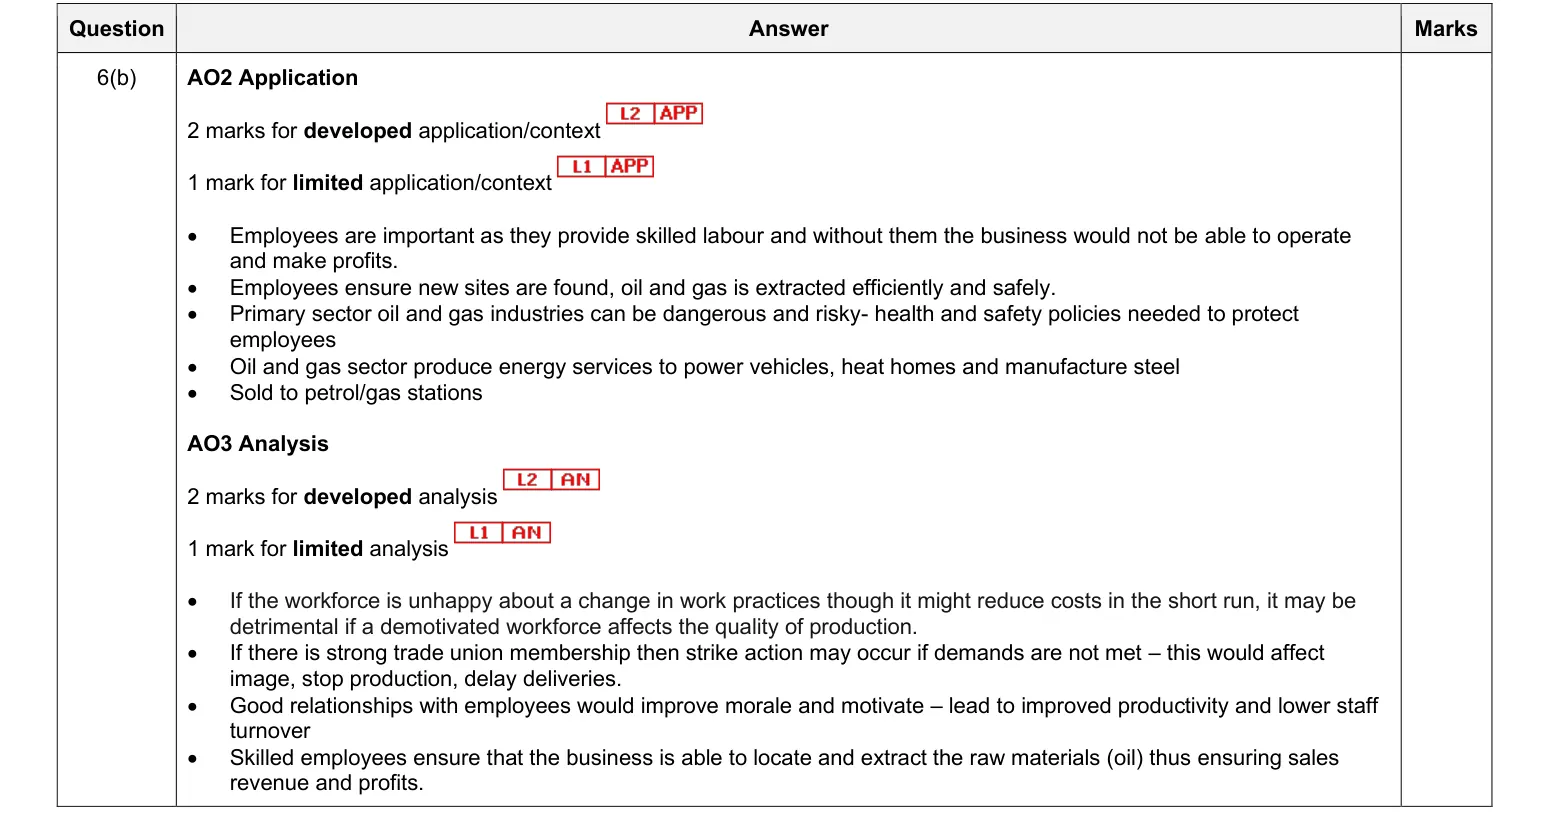 Question Answer Marks
6(b) AO2 Application
2 marks for developed application/context L2 APP
1 mark for limited application/context L1 APP
• Employees are important as they provide skilled labour and without them the business would not be able to operate
and make profits.
• Employees ensure new sites are found, oil and gas is extracted efficiently and safely.
• Primary sector oil and gas industries can be dangerous and risky- health and safety policies needed to protect
employees
• Oil and gas sector produce energy services to power vehicles, heat homes and manufacture steel
• Sold to petrol/gas stations
AO3 Analysis
2 marks for developed analysis L2 AN
1 mark for limited analysis L1 AN
• If the workforce is unhappy about a change in work practices though it might reduce costs in the short run, it may be
detrimental if a demotivated workforce affects the quality of production.
• If there is strong trade union membership then strike action may occur if demands are not met – this would affect
image, stop production, delay deliveries.
• Good relationships with employees would improve morale and motivate – lead to improved productivity and lower staff
turnover
• Skilled employees ensure that the business is able to locate and extract the raw materials (oil) thus ensuring sales
revenue and profits.